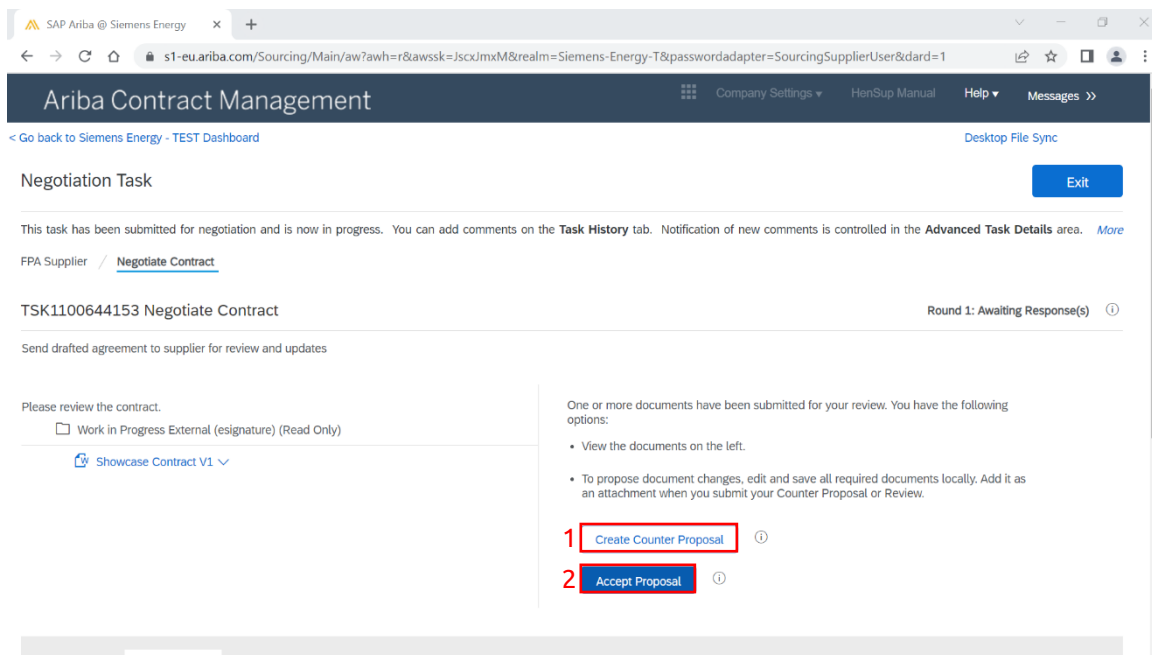 SAP Ariba @ Siemens Energy
s1-eu.ariba.com/Sourcing/Main/aw?awh=r&awssk=JscxJmxM&realm=Siemens-Energy-T&passwordadapter=SourcingSupplierUser&dard=1
Ariba Contract Management Company Settings HenSup Manual Help Messages >>
< Go back to Siemens Energy - TEST Dashboard Desktop File Sync
Negotiation Task Exit
This task has been submitted for negotiation and is now in progress. You can add comments on the Task History tab. Notification of new comments is controlled in the Advanced Task Details area. More
FPA Supplier / Negotiate Contract
TSK1100644153 Negotiate Contract Round 1: Awaiting Response(s)
Send drafted agreement to supplier for review and updates
Please review the contract.
Work in Progress External (esignature) (Read Only)
Showcase Contract V1
One or more documents have been submitted for your review. You have the following
options:
• View the documents on the left.
• To propose document changes, edit and save all required documents locally. Add it as
an attachment when you submit your Counter Proposal or Review.
1 Create Counter Proposal
2 Accept Proposal